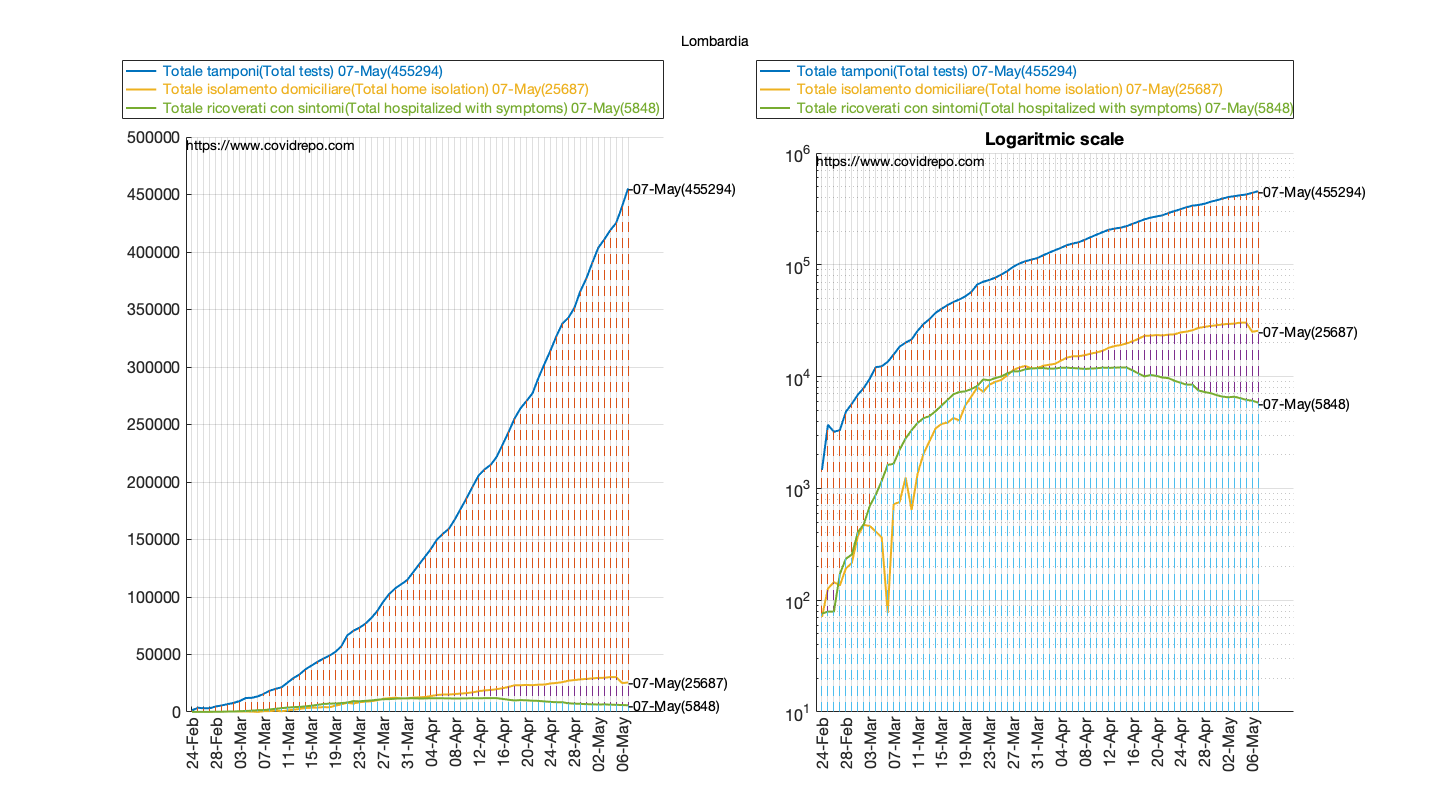 Lombardia
Totale tamponi(Total tests) 07-May(455294)
Totale isolamento domiciliare(Total home isolation) 07-May(25687)
Totale ricoverati con sintomi(Total hospitalized with symptoms) 07-May(5848)
https://www.covidrepo.com
500000
450000
400000
350000
300000
250000
200000
150000
100000
50000
0
07-May(455294)
07-May(25687)
07-May(5848)
24-Feb
28-Feb
03-Mar
07-Mar
11-Mar
15-Mar
19-Mar
23-Mar
27-Mar
31-Mar
04-Apr
08-Apr
12-Apr
16-Apr
20-Apr
24-Apr
28-Apr
02-May
06-May
Totale tamponi(Total tests) 07-May(455294)
Totale isolamento domiciliare(Total home isolation) 07-May(25687)
Totale ricoverati con sintomi(Total hospitalized with symptoms) 07-May(5848)
Logaritmic scale
https://www.covidrepo.com
10^6
10^5
10^4
10^3
10^2
10^1
07-May(455294)
07-May(25687)
07-May(5848)
24-Feb
28-Feb
03-Mar
07-Mar
11-Mar
15-Mar
19-Mar
23-Mar
27-Mar
31-Mar
04-Apr
08-Apr
12-Apr
16-Apr
20-Apr
24-Apr
28-Apr
02-May
06-May